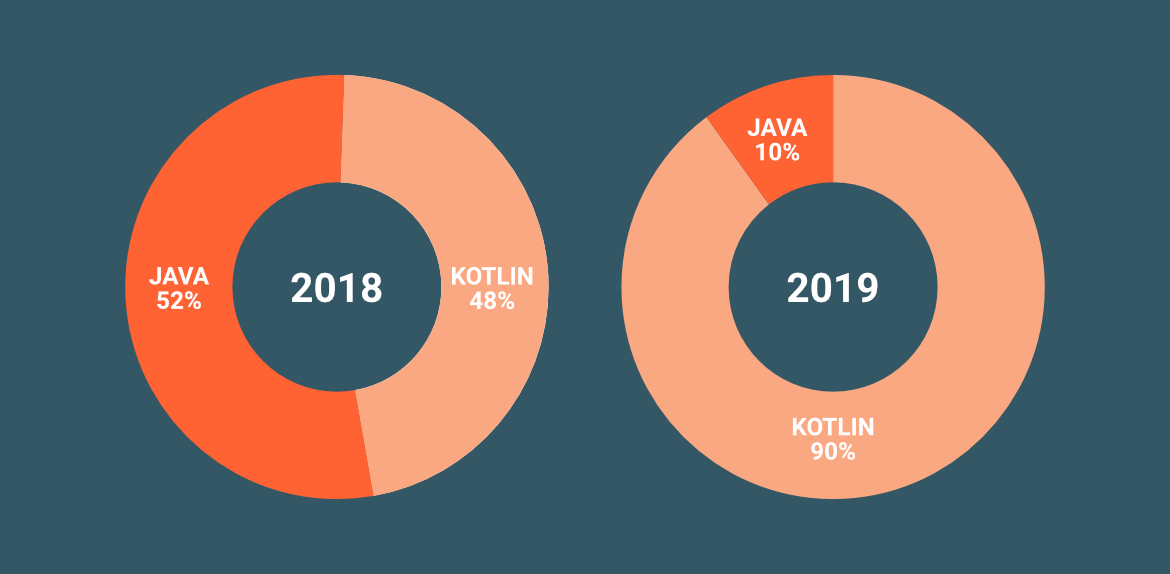 JAVA
52%
2018
KOTLIN
48%
JAVA
10%
2019
KOTLIN
90%